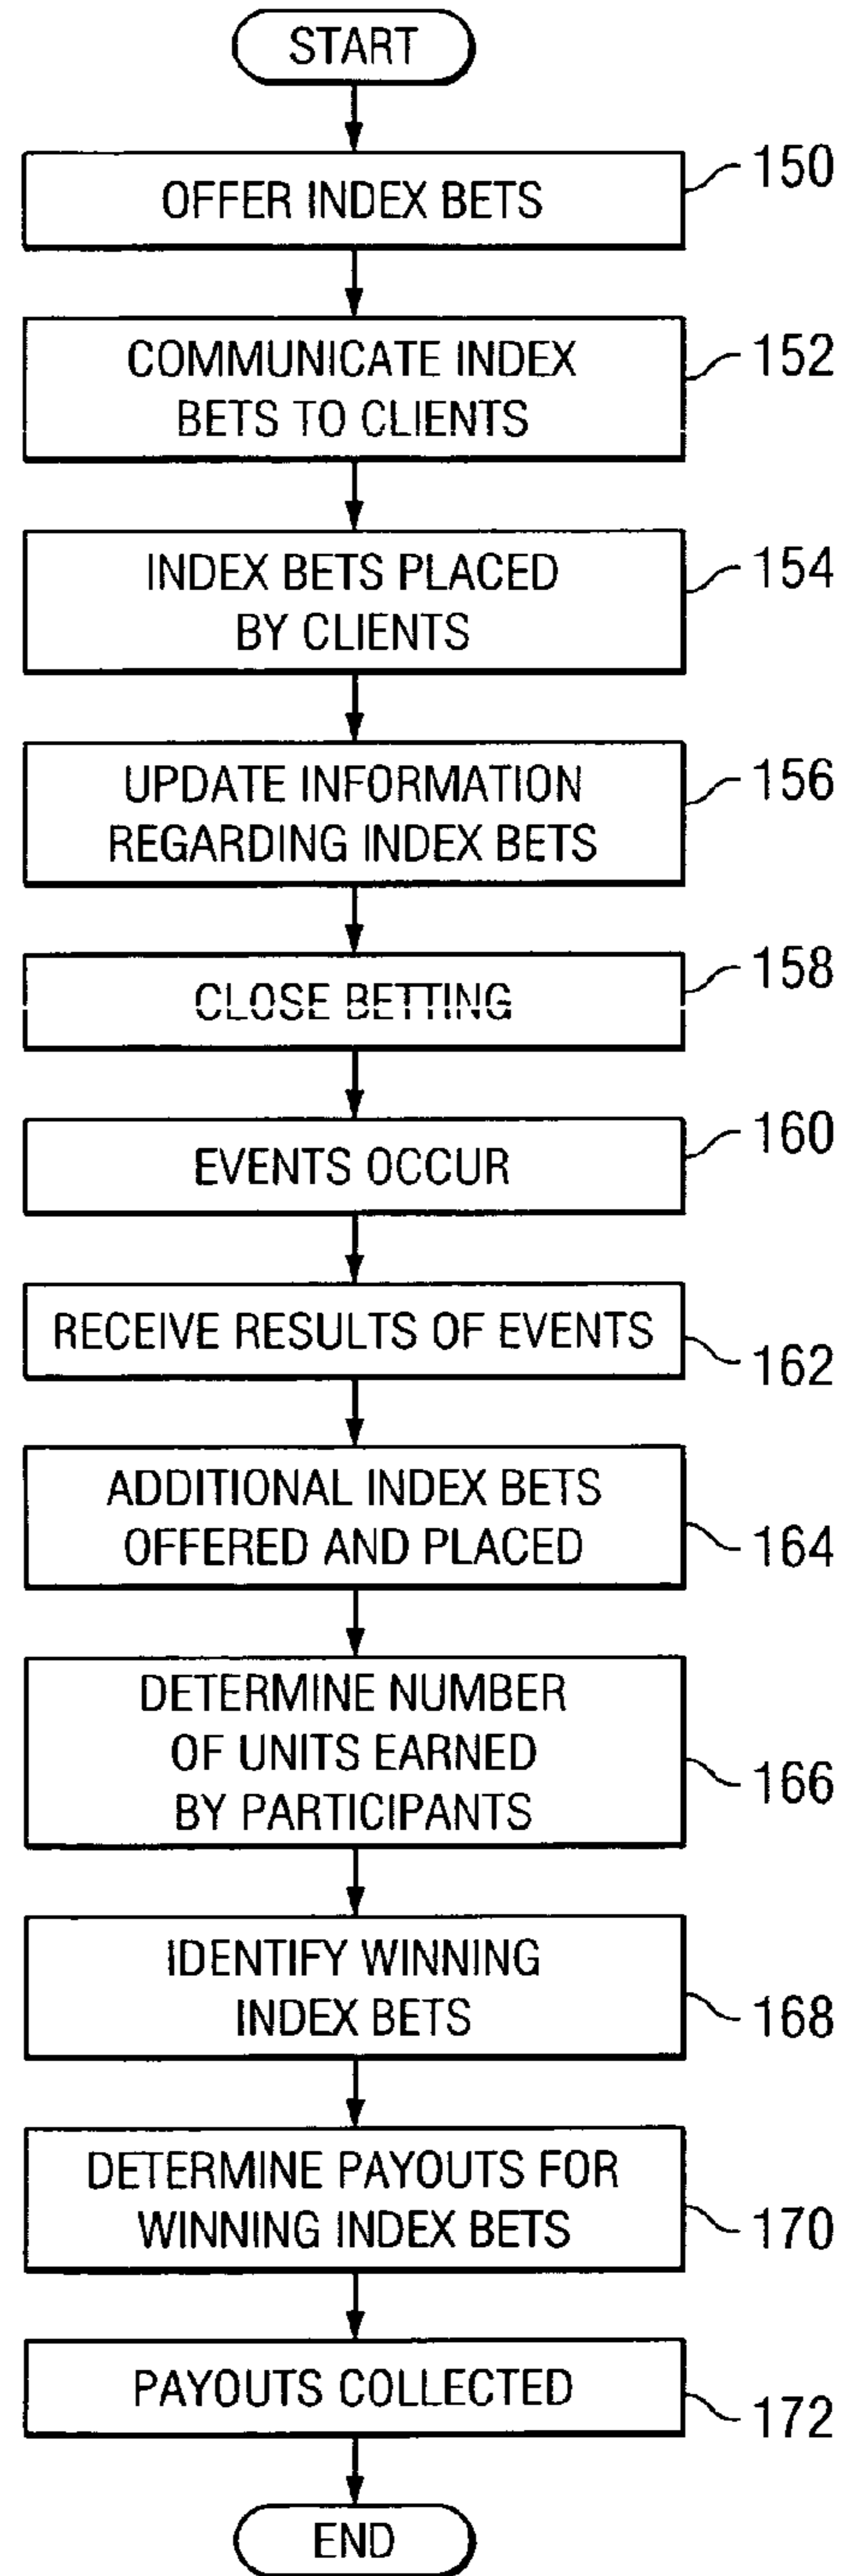 START
OFFER INDEX BETS
150
COMMUNICATE INDEX
BETS TO CLIENTS
152
INDEX BETS PLACED
BY CLIENTS
154
UPDATE INFORMATION
REGARDING INDEX BETS
156
CLOSE BETTING
158
EVENTS OCCUR
160
RECEIVE RESULTS OF EVENTS
162
ADDITIONAL INDEX BETS
OFFERED AND PLACED
164
DETERMINE NUMBER
OF UNITS EARNED
BY PARTICIPANTS
166
IDENTIFY WINNING
INDEX BETS
168
DETERMINE PAYOUTS FOR
WINNING INDEX BETS
170
PAYOUTS COLLECTED
172
END